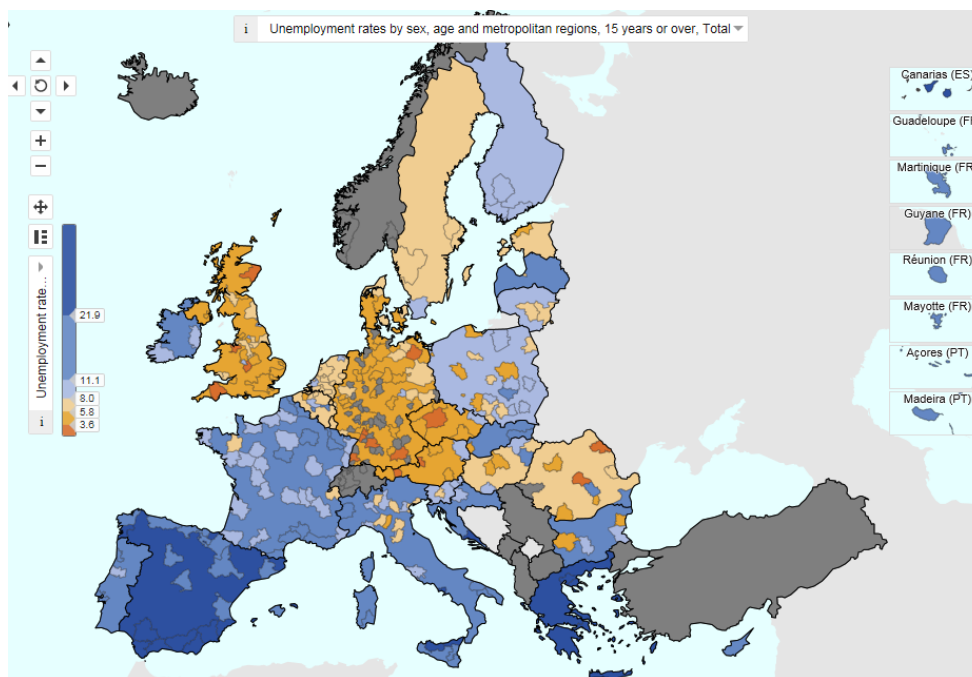 i Unemployment rates by sex, age and metropolitan regions, 15 years or over, Total
Canarias (ES)
Guadeloupe (F
Martinique (FR
Guyane (FR)
Réunion (FR)
Mayotte (FR)
Açores (PT)
Madeira (PT)
Unemployment rate...
i
21.9
11.1
8.0
5.8
3.6